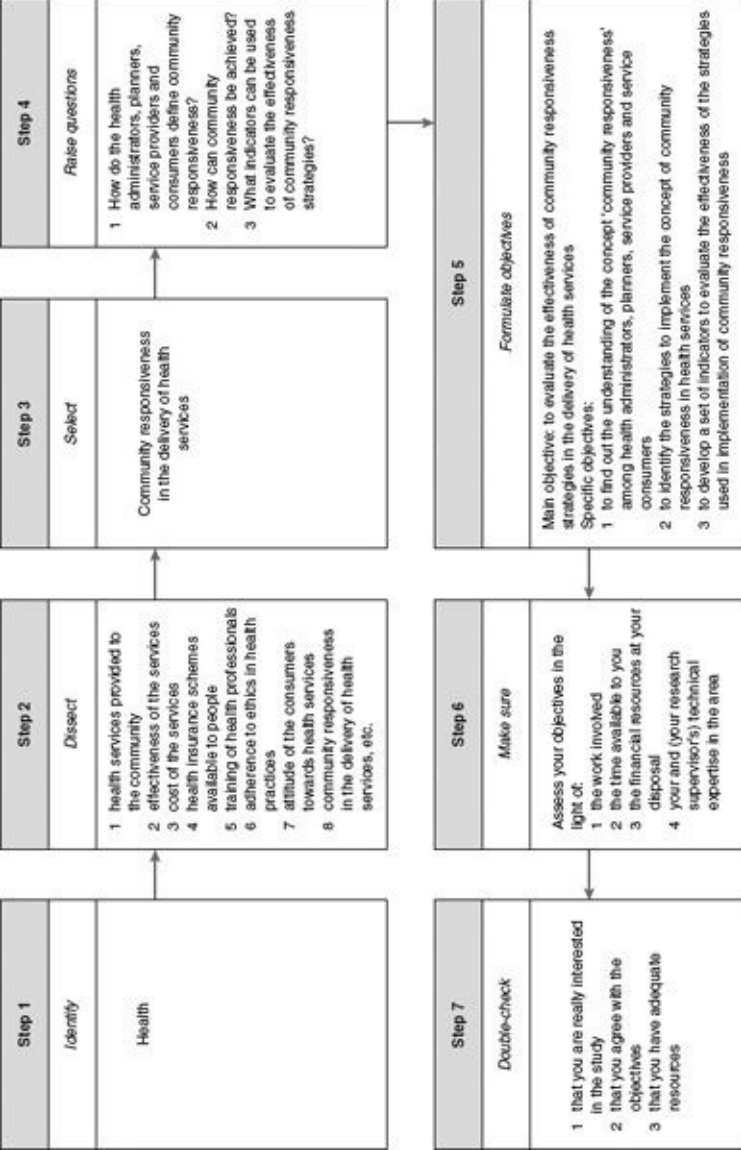 Step 1
Identify
Health
Step 2
Dissect
1 health services provided to
the community
2 effectiveness of the services
3 cost of the services
4 health insurance schemes
available to people
5 training of health professionals
6 adherence to ethics in health
practices
7 attitude of the consumers
towards health services
8 community responsiveness
in the delivery of health
services, etc.
Step 3
Select
Community responsiveness
in the delivery of health
services
Step 4
Raise questions
1 How do the health
administrators, planners,
service providers and
consumers define community
responsiveness?
2 How can community
responsiveness be achieved?
3 What indicators can be used
to evaluate the effectiveness
of community responsiveness
strategies?
Step 5
Formulate objectives
Main objective: to evaluate the effectiveness of community responsiveness
strategies in the delivery of health services
Specific objectives:
1 to find out the understanding of the concept 'community responsiveness'
among health administrators, planners, service providers and service
consumers
2 to identify the strategies to implement the concept of community
responsiveness in health services
3 to develop a set of indicators to evaluate the effectiveness of the strategies
used in implementation of community responsiveness
Step 6
Make sure
Assess your objectives in the
light of:
1 the work involved
2 the time available to you
3 the financial resources at your
disposal
4 your and (your research
supervisor's) technical
expertise in the area
Step 7
Double-check
1 that you are really interested
in the study
2 that you agree with the
objectives
3 that you have adequate
resources